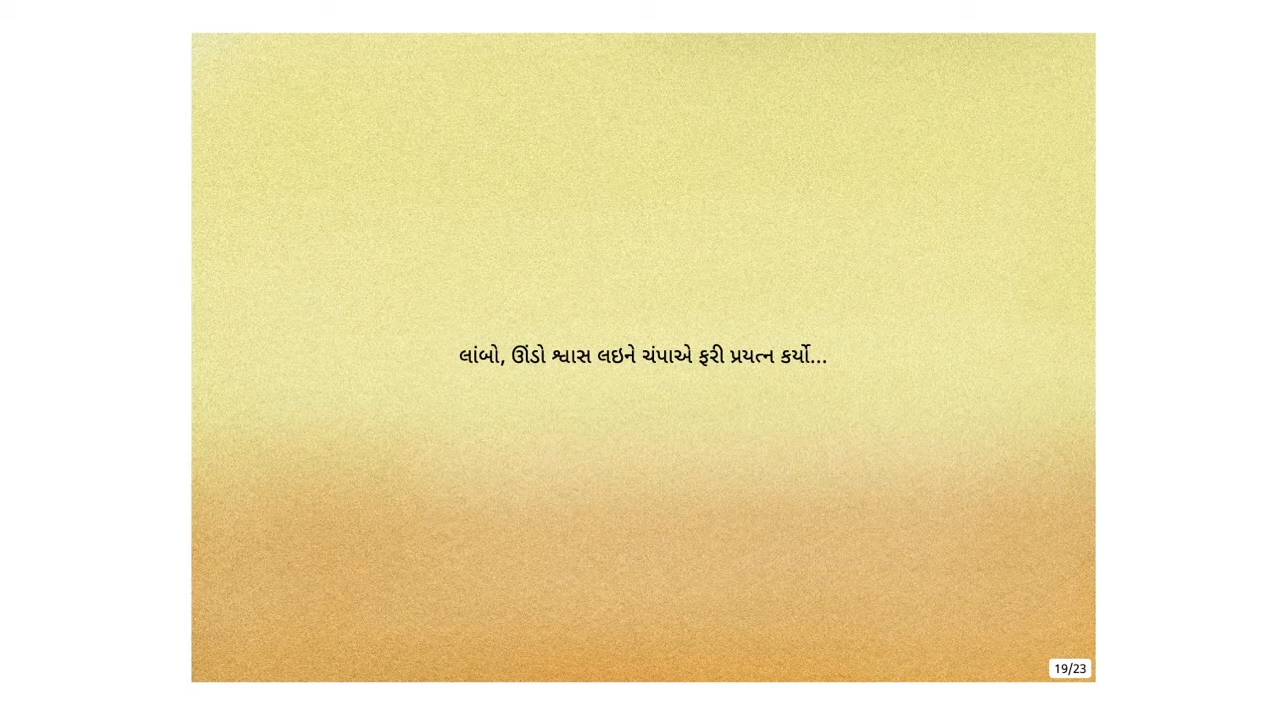 લાંબો, ઊંડો શ્વાસ લઇને ચંપાએ ફરી પ્રયત્ન કર્યો...
19/23